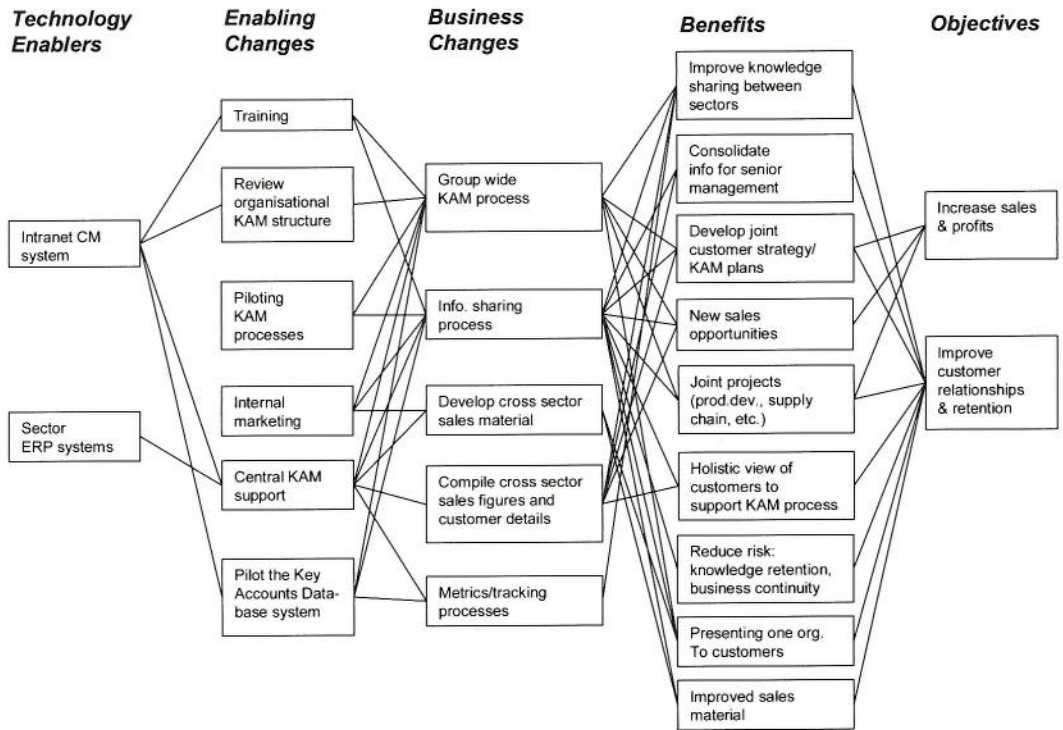 Technology
Enablers
Enabling
Changes
Business
Changes
Benefits
Objectives
Intranet CM
system
Sector
ERP systems
Training
Review
organisational
KAM structure
Piloting
KAM
processes
Internal
marketing
Central KAM
support
Pilot the Key
Accounts Data-
base system
Group wide
KAM process
Info. sharing
process
Develop cross sector
sales material
Compile cross sector
sales figures and
customer details
Metrics/tracking
processes
Improve knowledge
sharing between
sectors
Consolidate
info for senior
management
Develop joint
customer strategy/
KAM plans
New sales
opportunities
Joint projects
(prod.dev., supply
chain, etc.)
Holistic view of
customers to
support KAM process
Reduce risk:
knowledge retention,
business continuity
Presenting one org.
To customers
Improved sales
material
Increase sales
& profits
Improve
customer
relationships
& retention